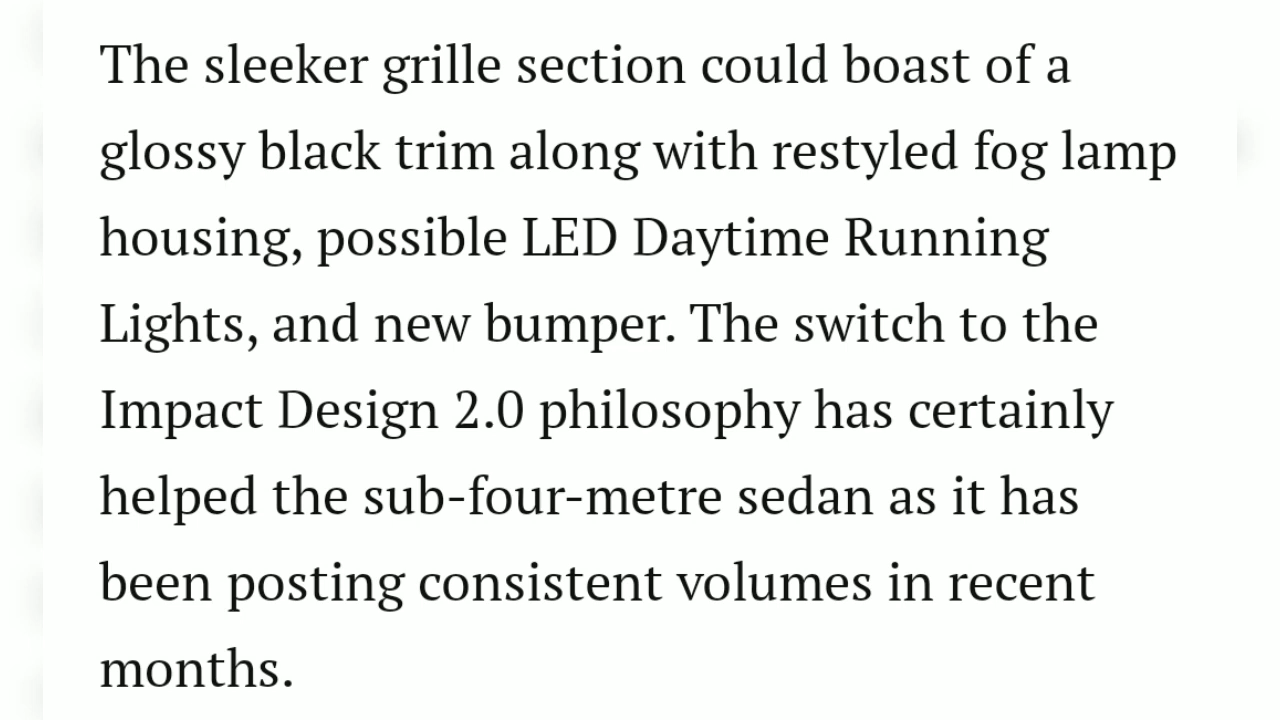 The sleeker grille section could boast of a
glossy black trim along with restyled fog lamp
housing, possible LED Daytime Running
Lights, and new bumper. The switch to the
Impact Design 2.0 philosophy has certainly
helped the sub-four-metre sedan as it has
been posting consistent volumes in recent
months.